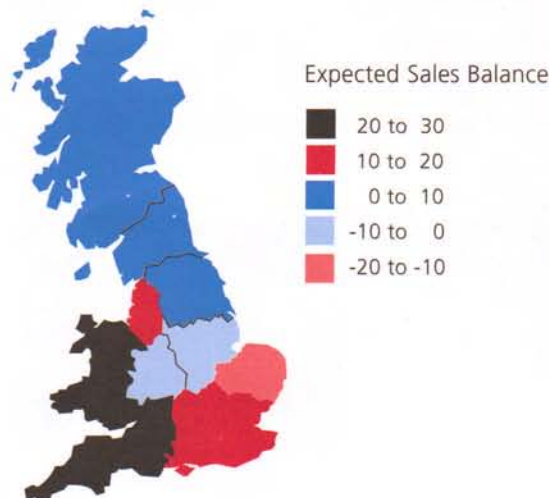 Expected Sales Balance
20 to 30
10 to 20
0 to 10
-10 to 0
-20 to -10